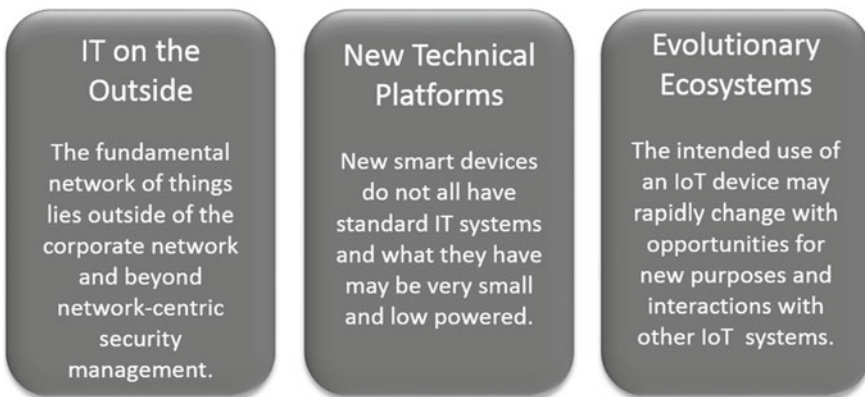 IT on the
Outside
The fundamental
network of things
lies outside of the
corporate network
and beyond
network-centric
security
management.
New Technical
Platforms
New smart devices
do not all have
standard IT systems
and what they have
may be very small
and low powered.
Evolutionary
Ecosystems
The intended use of
an IoT device may
rapidly change with
opportunities for
new purposes and
interactions with
other IoT systems.